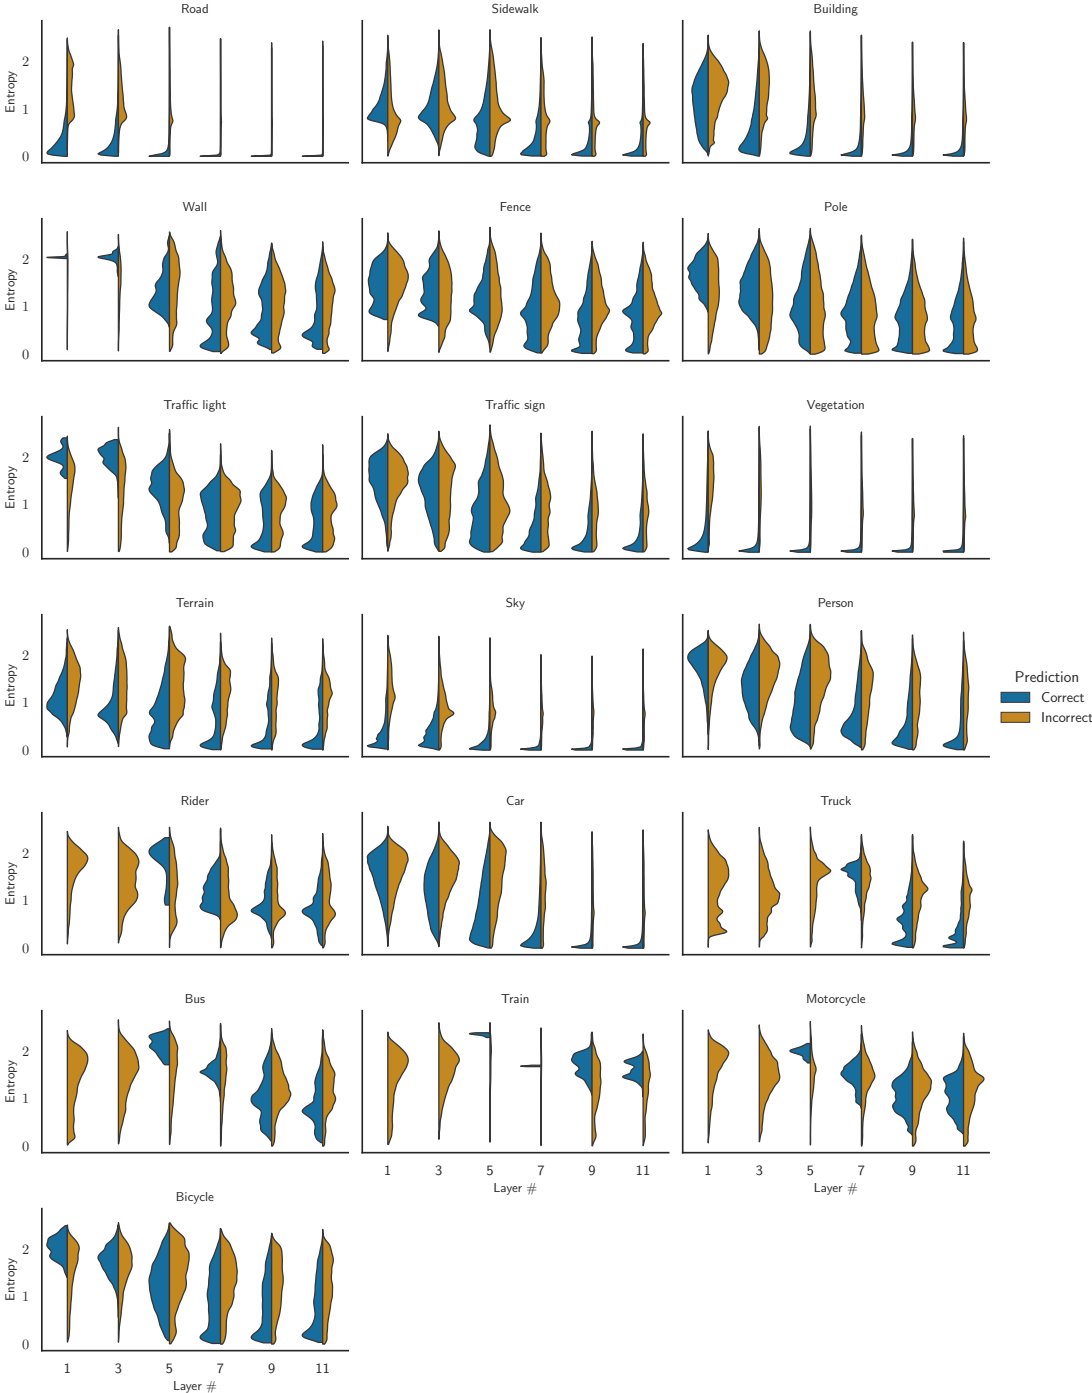 Road Sidewalk Building
Entropy
2
1
0
Wall Fence Pole
Entropy
2
1
0
Traffic light Traffic sign Vegetation
Entropy
2
1
0
Terrain Sky Person
Entropy
2
1
0
Prediction
Correct
Incorrect
Rider Car Truck
Entropy
2
1
0
Bus Train Motorcycle
Entropy
2
1
0
1 3 5 7 9 11 1 3 5 7 9 11
Layer # Layer #
Bicycle
Entropy
2
1
0
1 3 5 7 9 11
Layer #